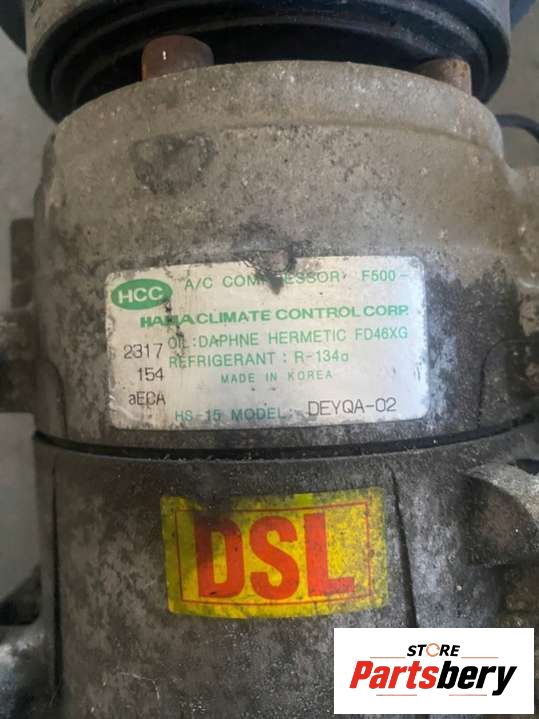 HCC
A/C COMPRESSOR F500-
HALLA CLIMATE CONTROL CORP.
OIL:DAPHNE HERMETIC FD46XG
2317
REFRIGERANT : R-134a
154
MADE IN KOREA
aECA
HS-15 MODEL: DEYQA-02
DSL
STORE
Partsbery